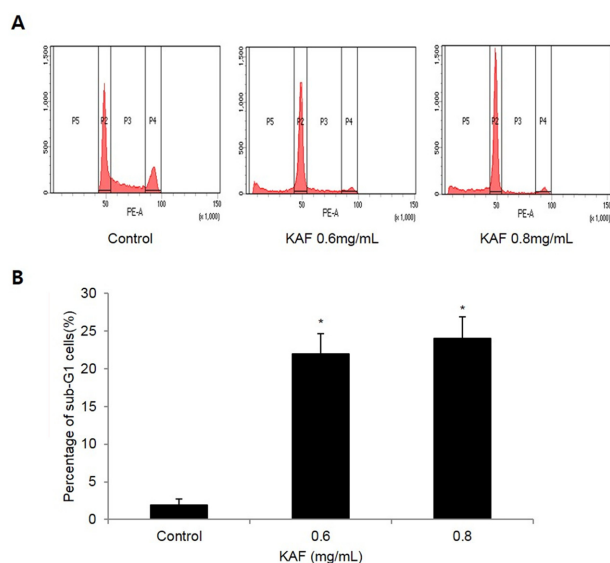 A
1,500
1,000
500
0
P5 P2 P3 P4
50 100 150
PE-A
(x 1,000)
Control
1,500
1,000
500
0
P5 P2 P3 P4
50 100 150
PE-A
(x 1,000)
KAF 0.6mg/mL
1,500
1,000
500
0
P5 P2 P3 P4
50 100 150
PE-A
(x 1,000)
KAF 0.8mg/mL
B
Percentage of sub-G1 cells(%)
30
25
20
15
10
5
0
* *
Control 0.6 0.8
KAF (mg/mL)